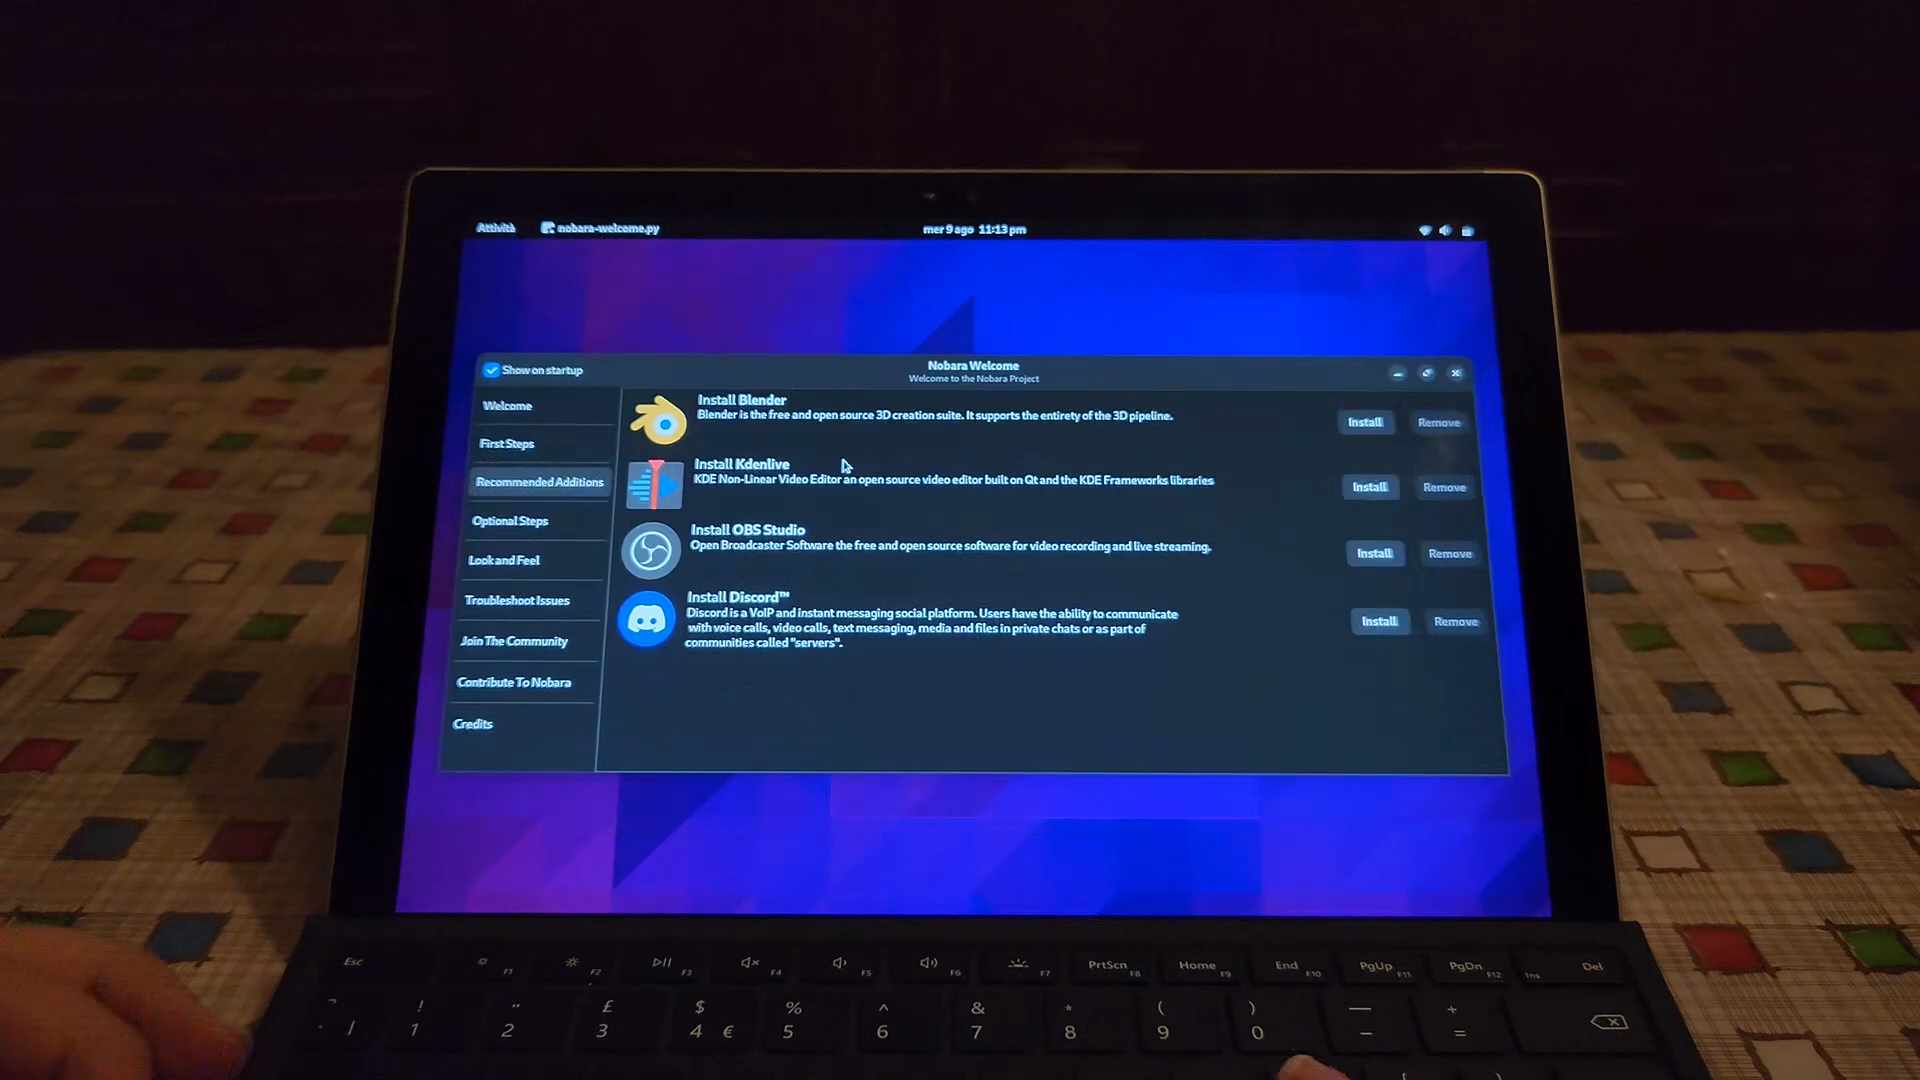 Attività nobara-welcome.py mer 9 ago 11:13 pm
Show on startup
Nobara Welcome
Welcome to the Nobara Project
Welcome
First Steps
Recommended Additions
Optional Steps
Look and Feel
Troubleshoot Issues
Join The Community
Contribute To Nobara
Credits
Install Blender
Blender is the free and open source 3D creation suite. It supports the entirety of the 3D pipeline.
Install Remove
Install Kdenlive
KDE Non-Linear Video Editor an open source video editor built on Qt and the KDE Frameworks libraries
Install Remove
Install OBS Studio
Open Broadcaster Software the free and open source software for video recording and live streaming.
Install Remove
Install Discord™
Discord is a VoIP and instant messaging social platform. Users have the ability to communicate
with voice calls, video calls, text messaging, media and files in private chats or as part of
communities called "servers".
Install Remove
Esc F1 F2 F3 F4 F5 F6 F7 PrtScn F8 Home F9 End F10 PgUp F11 PgDn F12 Ins Del
! " £ $ % ^ & * ( ) — +
1 2 3 4 € 5 6 7 8 9 0 - =